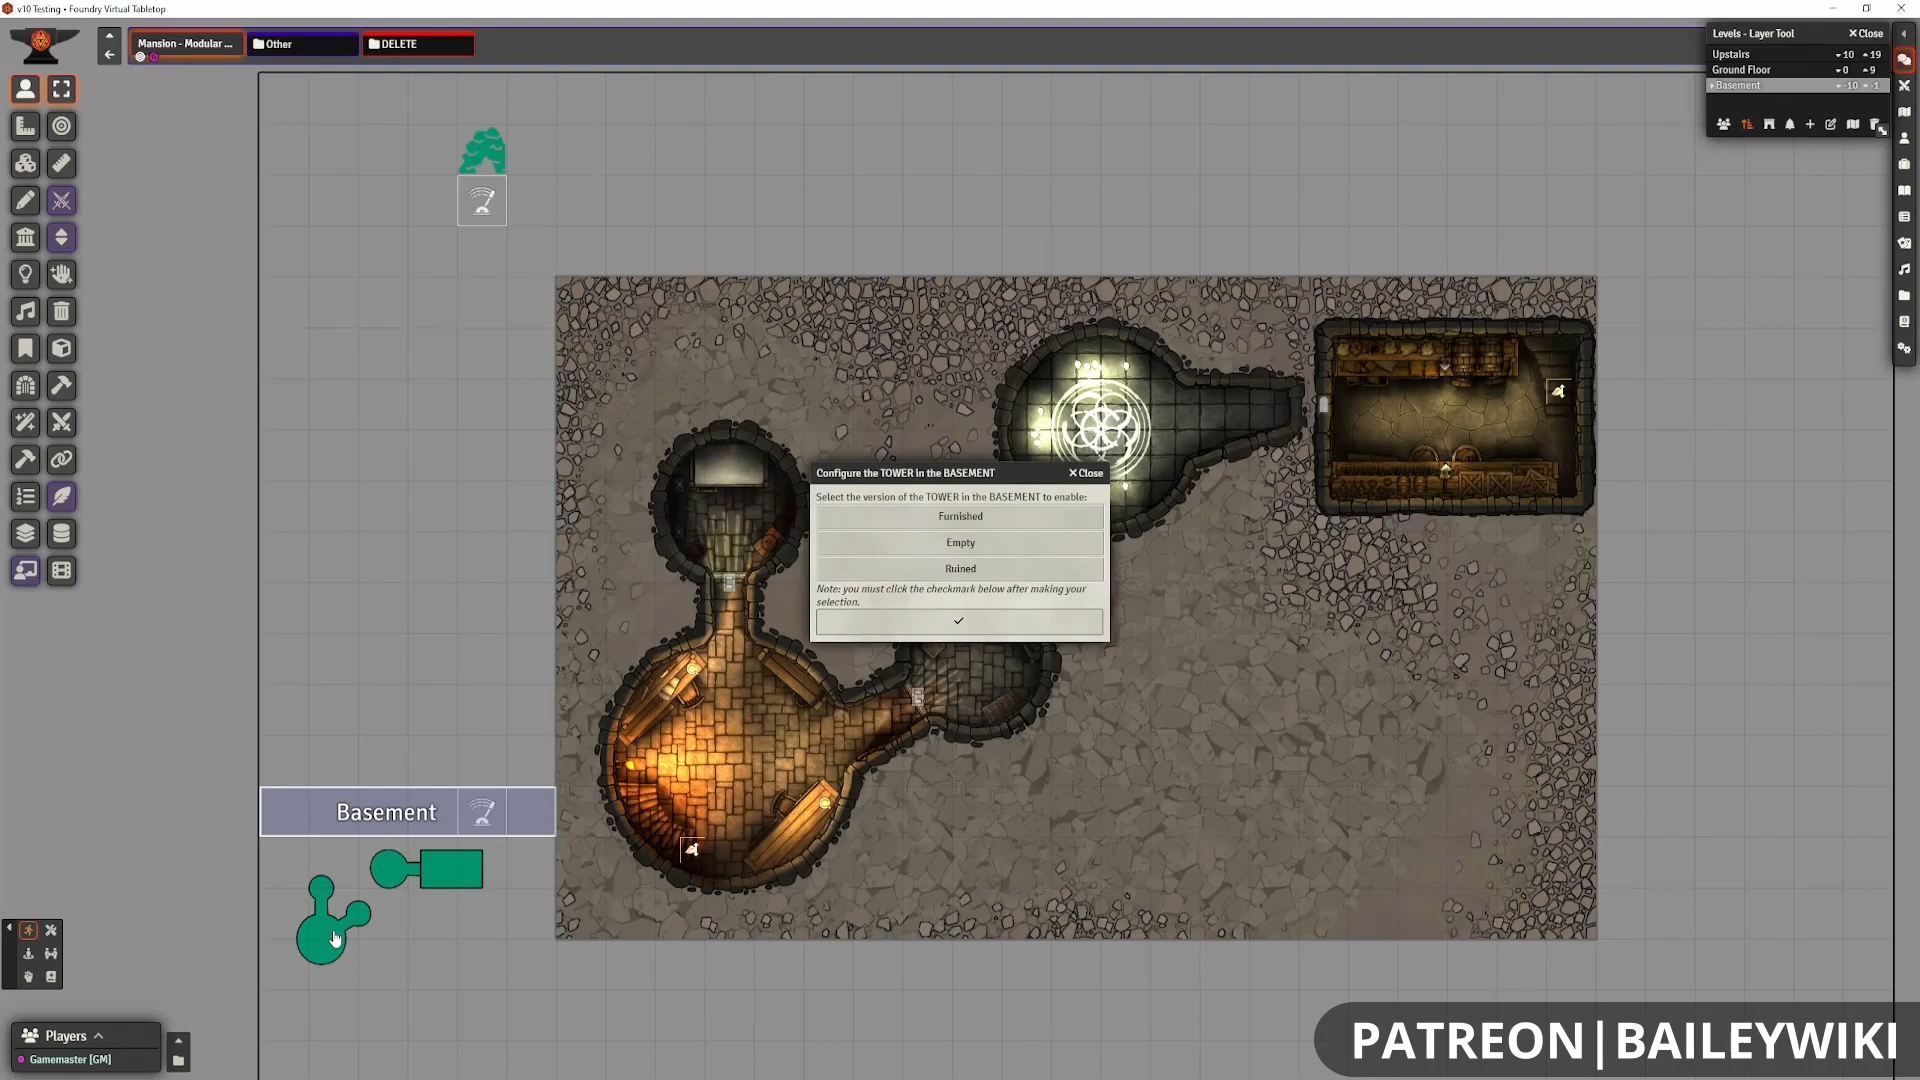 v10 Testing • Foundry Virtual Tabletop
Mansion - Modular ...
Other
DELETE
Levels - Layer Tool
Close
Upstairs 10 19
Ground Floor 0 9
Basement -10 -1
Configure the TOWER in the BASEMENT
Close
Select the version of the TOWER in the BASEMENT to enable:
Furnished
Empty
Ruined
Note: you must click the checkmark below after making your
selection.
Basement
Players
Gamemaster [GM]
PATREON|BAILEYWIKI